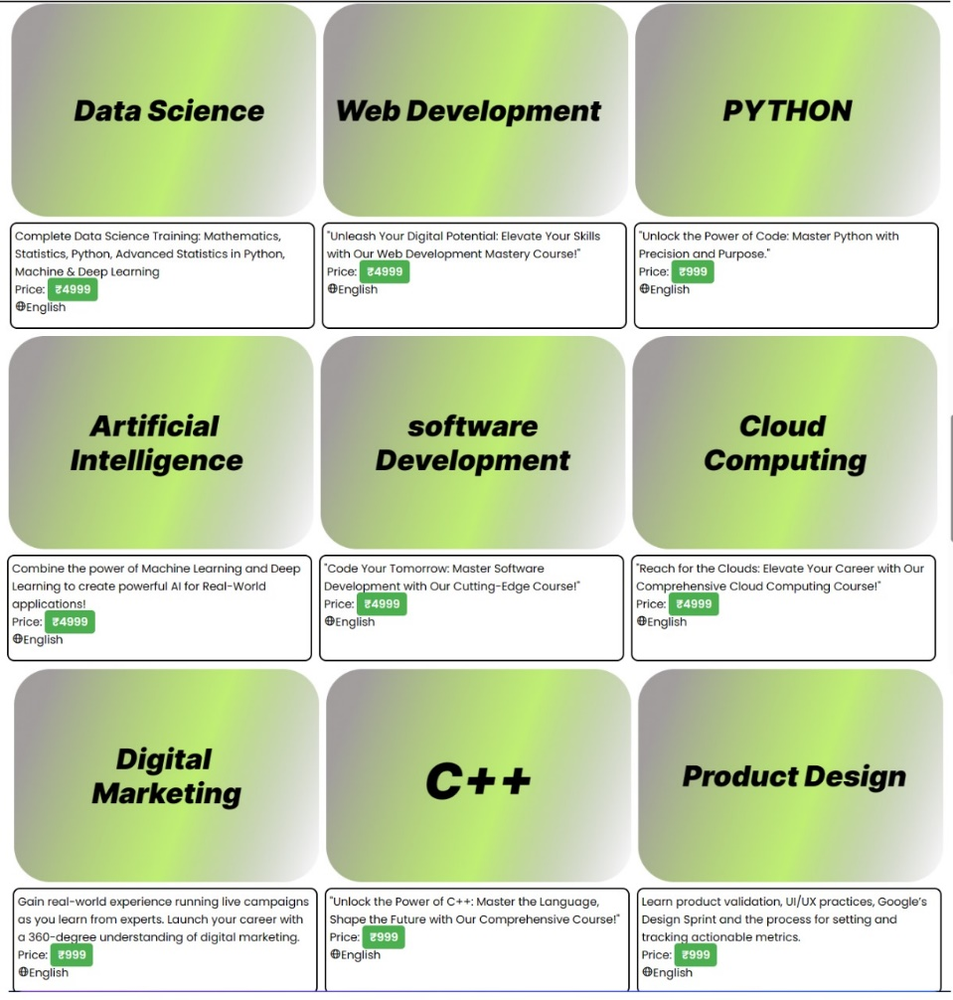 Data Science
Web Development
PYTHON
Complete Data Science Training: Mathematics,
Statistics, Python, Advanced Statistics in Python,
Machine & Deep Learning
Price: ₹4999
English
"Unleash Your Digital Potential: Elevate Your Skills
with Our Web Development Mastery Course!"
Price: ₹4999
English
"Unlock the Power of Code: Master Python with
Precision and Purpose."
Price: ₹999
English
Artificial
Intelligence
software
Development
Cloud
Computing
Combine the power of Machine Learning and Deep
Learning to create powerful AI for Real-World
applications!
Price: ₹4999
English
"Code Your Tomorrow: Master Software
Development with Our Cutting-Edge Course!"
Price: ₹4999
English
"Reach for the Clouds: Elevate Your Career with Our
Comprehensive Cloud Computing Course!"
Price: ₹4999
English
Digital
Marketing
C++
Product Design
Gain real-world experience running live campaigns
as you learn from experts. Launch your career with
a 360-degree understanding of digital marketing.
Price: ₹999
English
"Unlock the Power of C++: Master the Language,
Shape the Future with Our Comprehensive Course!"
Price: ₹999
English
Learn product validation, UI/UX practices, Google's
Design Sprint and the process for setting and
tracking actionable metrics.
Price: ₹999
English